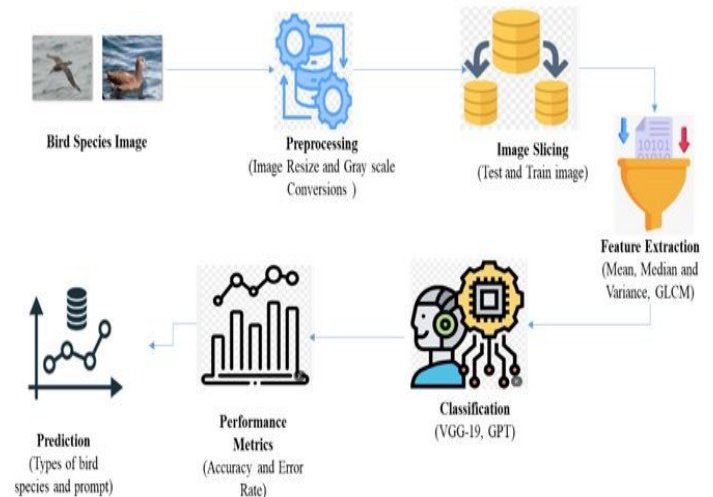 Bird Species Image
Preprocessing
(Image Resize and Gray scale
Conversions )
Image Slicing
(Test and Train image)
10101
01010
Feature Extraction
(Mean, Median and
Variance, GLCM)
Classification
(VGG-19, GPT)
Performance
Metrics
(Accuracy and Error
Rate)
Prediction
(Types of bird
species and prompt)